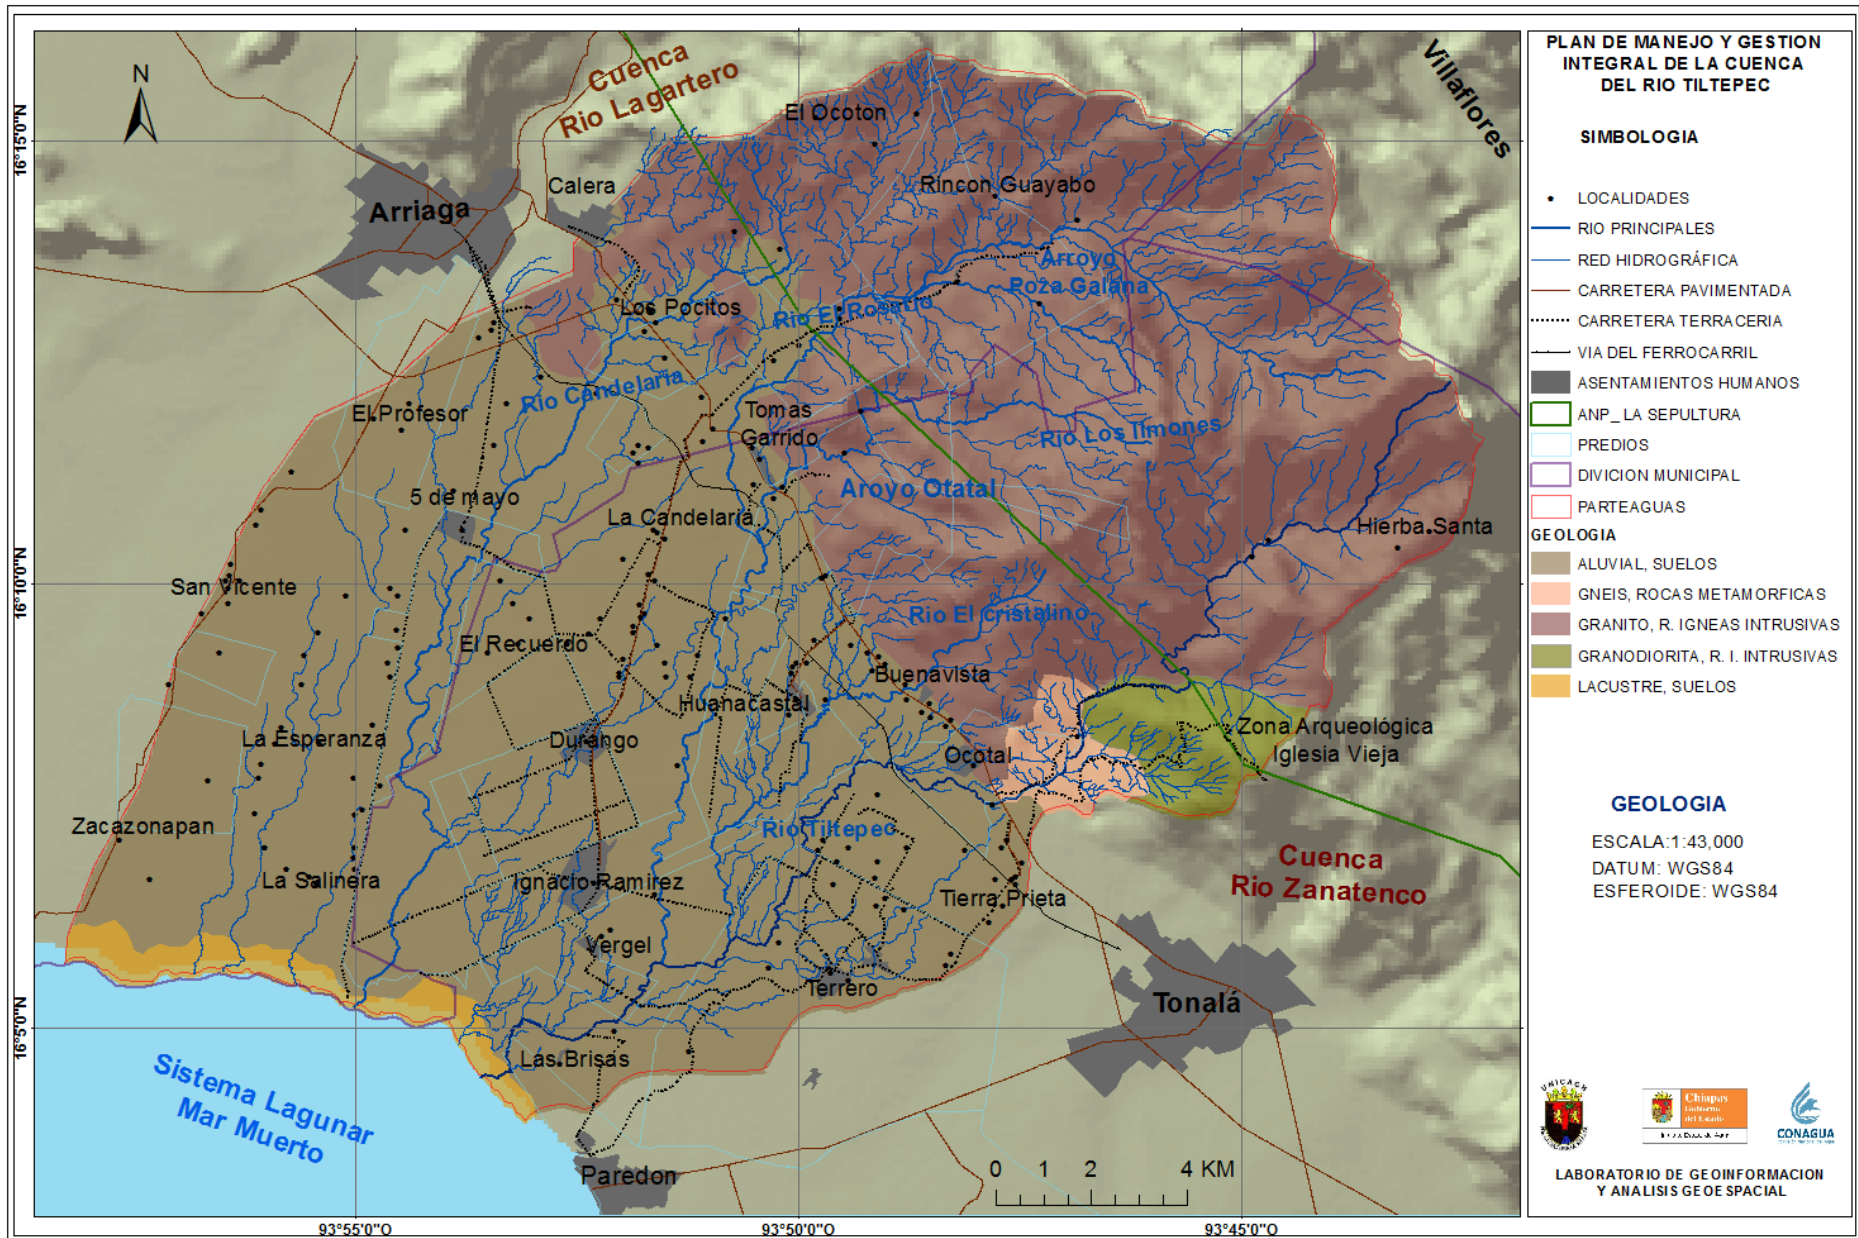 Cuenca
Rio Lagartero
Villaflores
N
El Ocoton
Calera
Rincon Guayabo
Arriaga
Arroyo
Poza Galana
Los Pocitos
Rio El Rosario
Rio Candelaria
El Profesor
Tomas
Garrido
Rio Los limones
5 de mayo
Aroyo Otatal
La Candelaria
Hierba Santa
San Vicente
Rio El cristalino
El Recuerdo
Buenavista
Huanacastal
La Esperanza
Durango
Ocotal
Zona Arqueológica
Iglesia Vieja
Zacazonapan
Rio Tiltepec
Cuenca
Rio Zanatenco
La Salinera
Ignacio Ramirez
Tierra Prieta
Vergel
Terrero
Tonalá
Las Brisas
Sistema Lagunar
Mar Muerto
Paredon
0 1 2 4 KM
16°15'0"N
16°10'0"N
16°5'0"N
93°55'0"O
93°50'0"O
93°45'0"O
PLAN DE MANEJO Y GESTION
INTEGRAL DE LA CUENCA
DEL RIO TILTEPEC
SIMBOLOGIA
LOCALIDADES
RIO PRINCIPALES
RED HIDROGRÁFICA
CARRETERA PAVIMENTADA
CARRETERA TERRACERIA
VIA DEL FERROCARRIL
ASENTAMIENTOS HUMANOS
ANP_LA SEPULTURA
PREDIOS
DIVICION MUNICIPAL
PARTEAGUAS
GEOLOGIA
ALUVIAL, SUELOS
GNEIS, ROCAS METAMORFICAS
GRANITO, R. IGNEAS INTRUSIVAS
GRANODIORITA, R. I. INTRUSIVAS
LACUSTRE, SUELOS
GEOLOGIA
ESCALA:1:43,000
DATUM: WGS84
ESFEROIDE: WGS84
UNICACH
Chiapas
Gobierno
del Estado
CONAGUA
LABORATORIO DE GEOINFORMACION
Y ANALISIS GEOESPACIAL